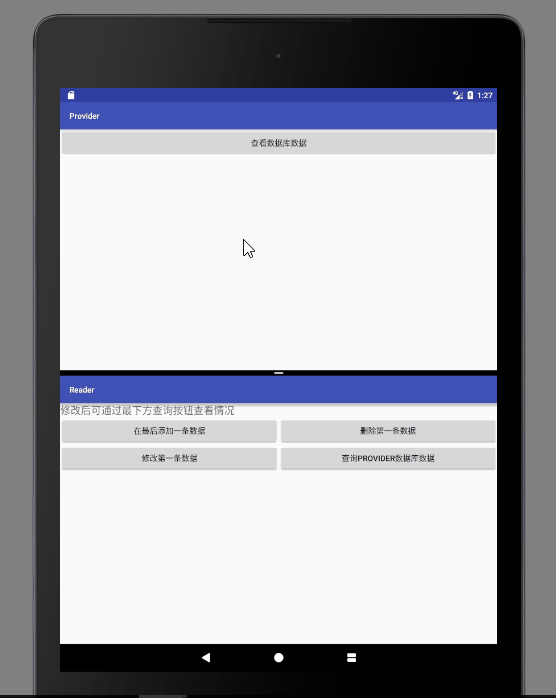 1:27
Provider
查看数据库数据
Reader
修改后可通过最下方查询按钮查看情况
在最后添加一条数据 删除第一条数据
修改第一条数据 查询PROVIDER数据库数据